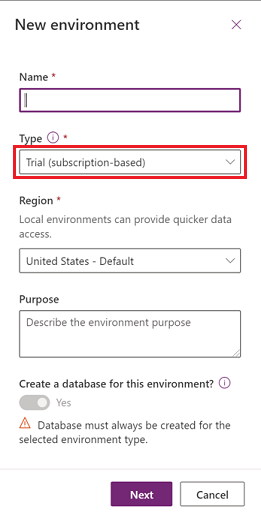 New environment
Name *
Type *
Trial (subscription-based)
Region *
Local environments can provide quicker data
access.
United States - Default
Purpose
Describe the environment purpose
Create a database for this environment?
Yes
Database must always be created for the
selected environment type.
Next
Cancel